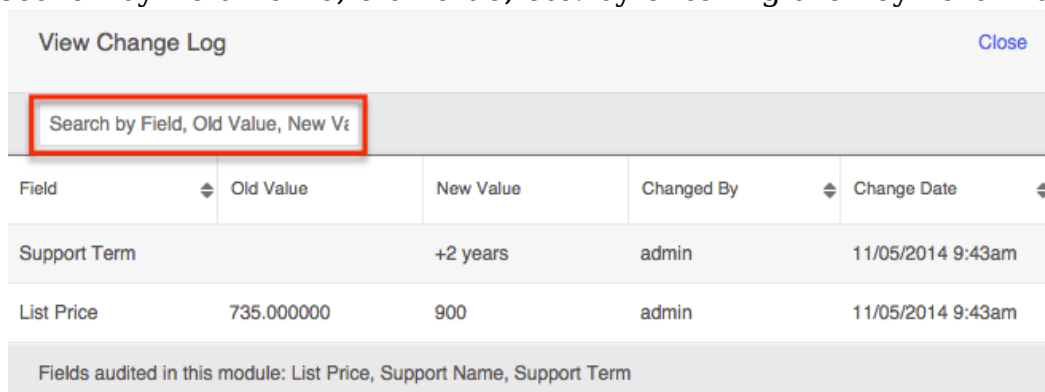 View Change Log Close
Search by Field, Old Value, New Va
Field Old Value New Value Changed By Change Date
Support Term +2 years admin 11/05/2014 9:43am
List Price 735.000000 900 admin 11/05/2014 9:43am
Fields audited in this module: List Price, Support Name, Support Term